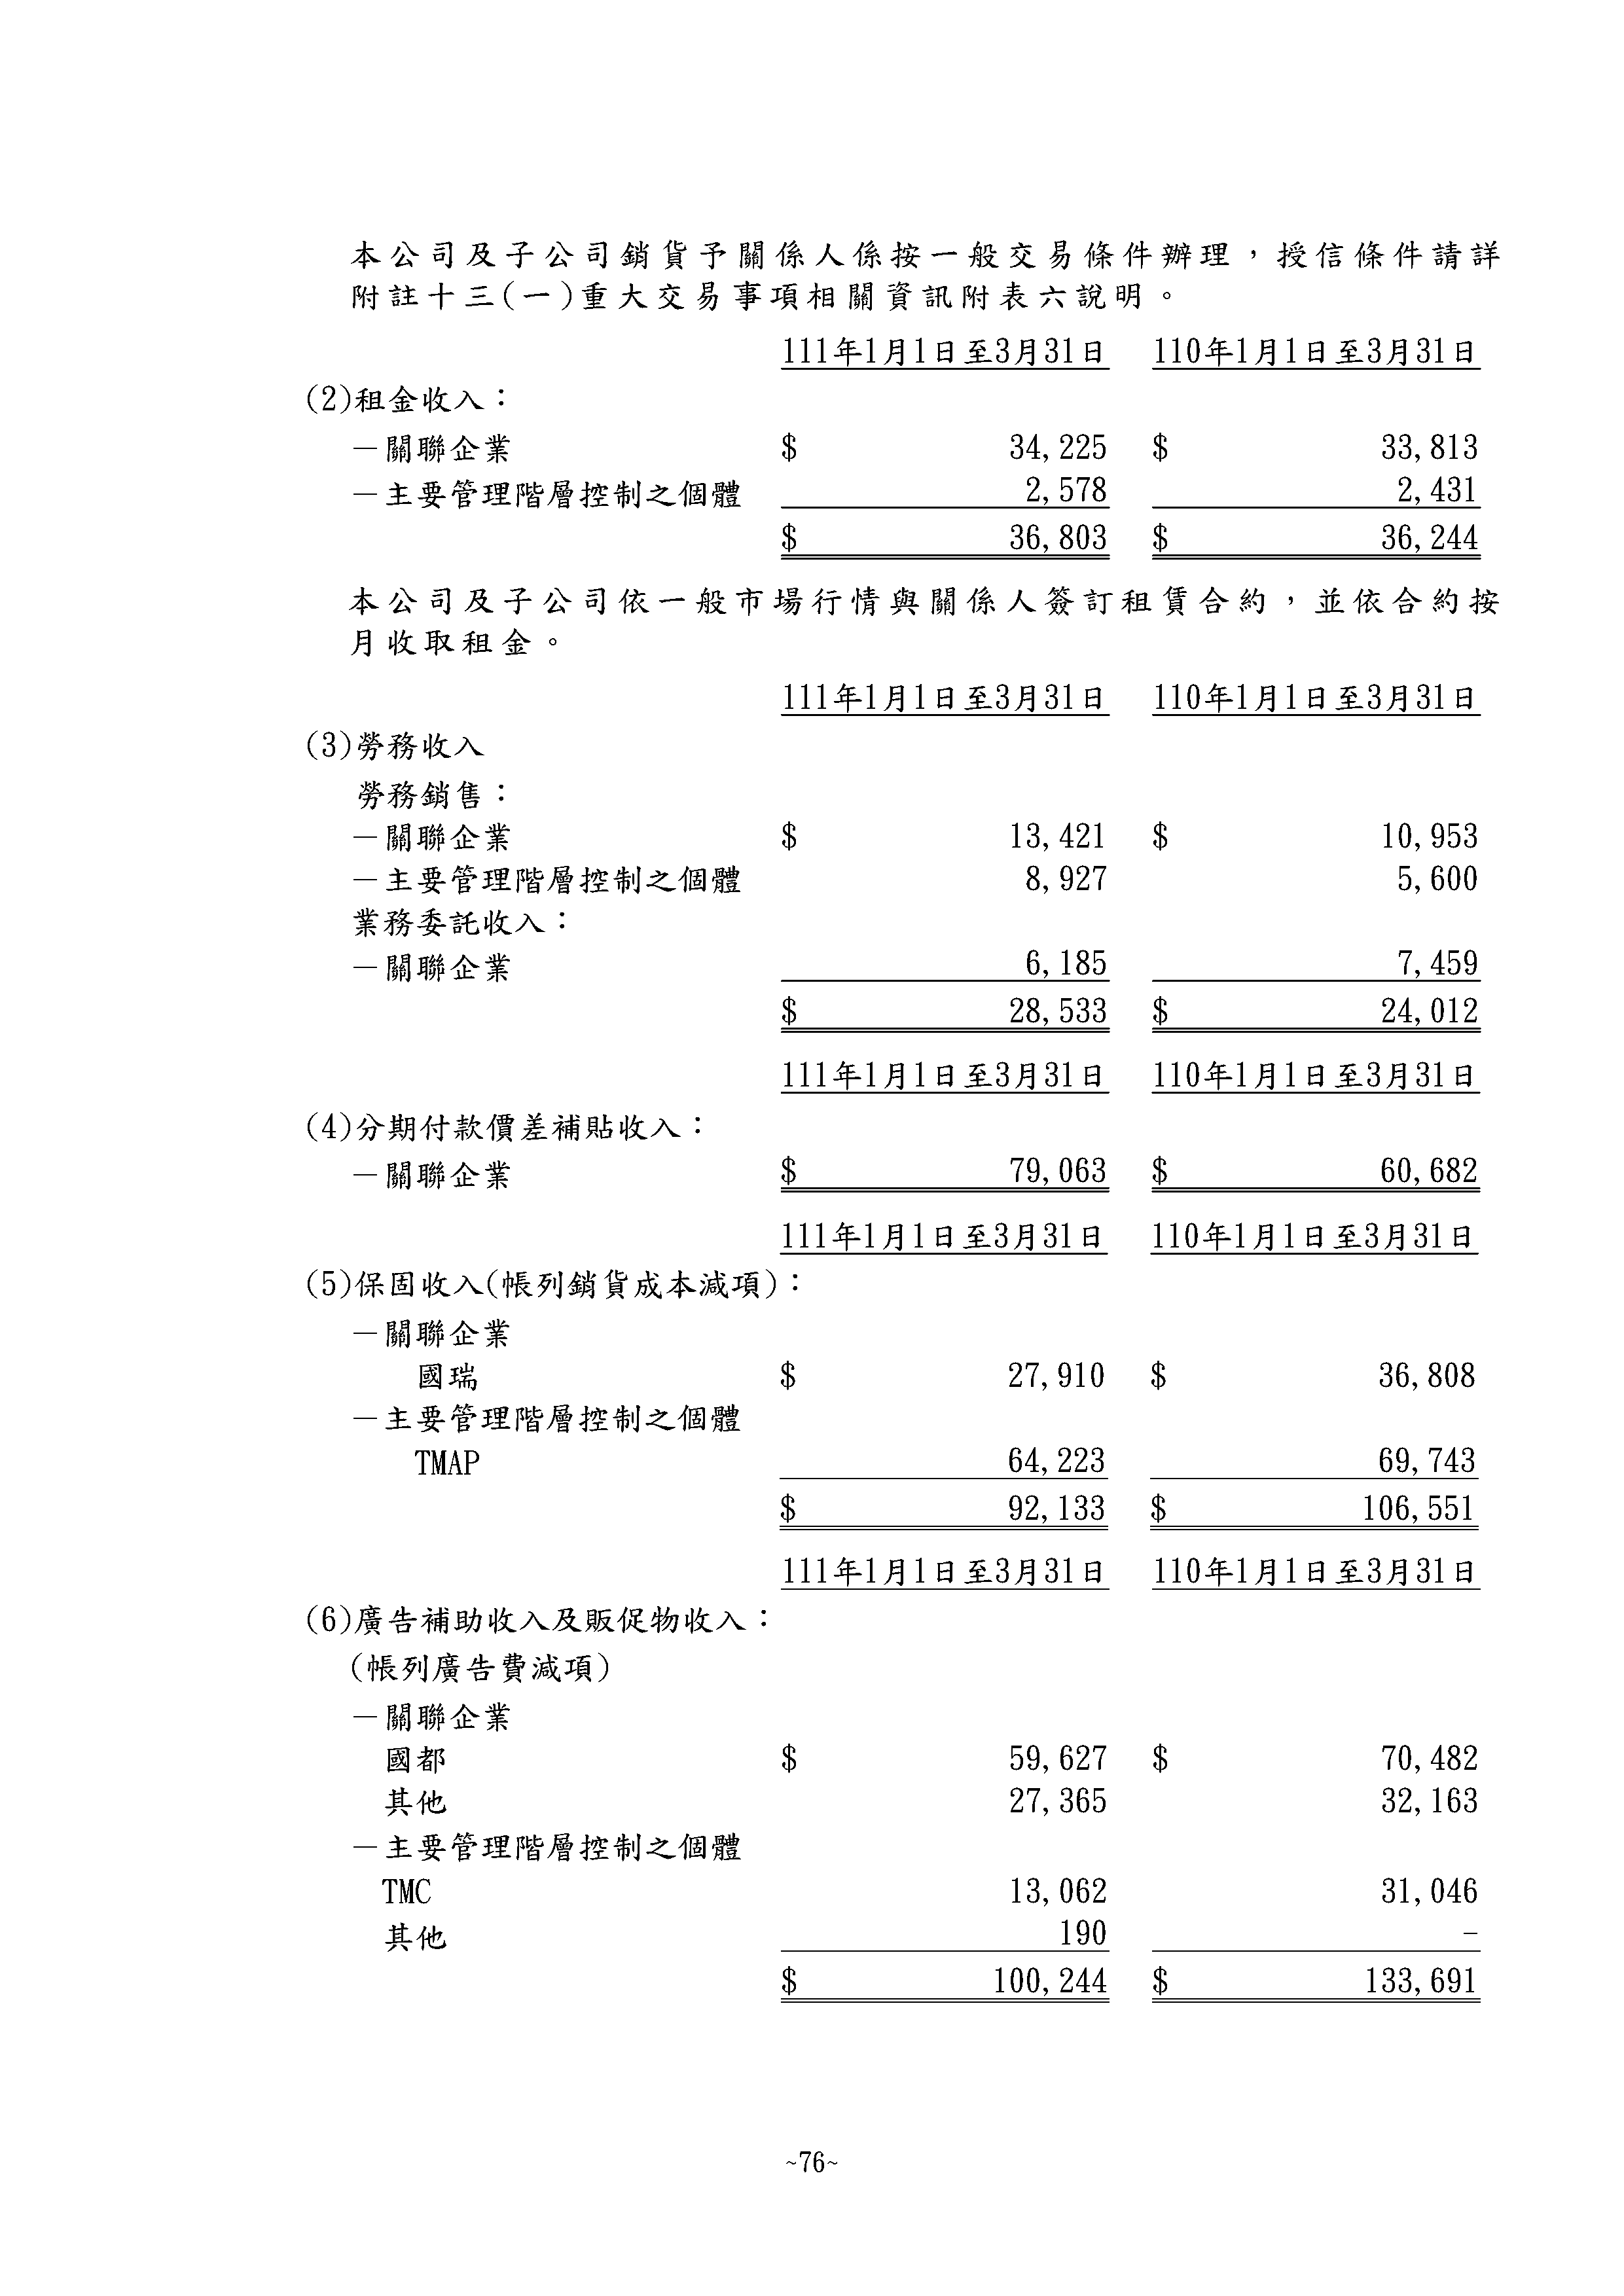 本公司及子公司銷貨予關係人係按一般交易條件辦理，授信條件請詳
附註十三(一)重大交易事項相關資訊附表六說明。
111年1月1日至3月31日 110年1月1日至3月31日
(2)租金收入：
－關聯企業 $ 34,225 $ 33,813
－主要管理階層控制之個體 2,578 2,431
$ 36,803 $ 36,244
本公司及子公司依一般市場行情與關係人簽訂租賃合約，並依合約按
月收取租金。
111年1月1日至3月31日 110年1月1日至3月31日
(3)勞務收入
勞務銷售：
－關聯企業 $ 13,421 $ 10,953
－主要管理階層控制之個體 8,927 5,600
業務委託收入：
－關聯企業 6,185 7,459
$ 28,533 $ 24,012
111年1月1日至3月31日 110年1月1日至3月31日
(4)分期付款價差補貼收入：
－關聯企業 $ 79,063 $ 60,682
111年1月1日至3月31日 110年1月1日至3月31日
(5)保固收入(帳列銷貨成本減項)：
－關聯企業
國瑞 $ 27,910 $ 36,808
－主要管理階層控制之個體
TMAP 64,223 69,743
$ 92,133 $ 106,551
111年1月1日至3月31日 110年1月1日至3月31日
(6)廣告補助收入及販促物收入：
(帳列廣告費減項)
－關聯企業
國都 $ 59,627 $ 70,482
其他 27,365 32,163
－主要管理階層控制之個體
TMC 13,062 31,046
其他 190 -
$ 100,244 $ 133,691
~76~